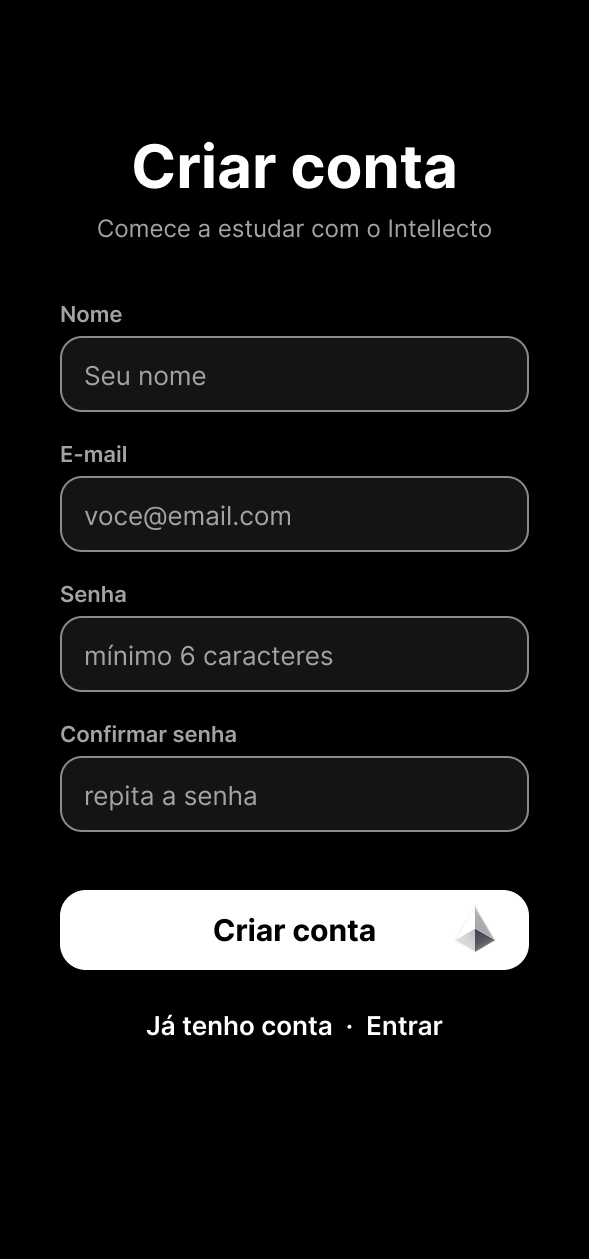 Criar conta
Comece a estudar com o Intellecto
Nome
Seu nome
E-mail
voce@email.com
Senha
mínimo 6 caracteres
Confirmar senha
repita a senha
Criar conta
Já tenho conta · Entrar